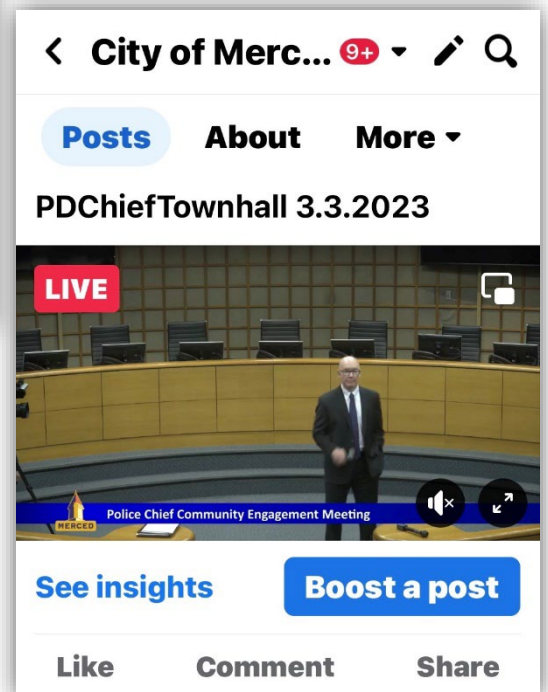 City of Merc... 9+
Posts About More
PDChiefTownhall 3.3.2023
LIVE
MERCED Police Chief Community Engagement Meeting
See insights Boost a post
Like Comment Share